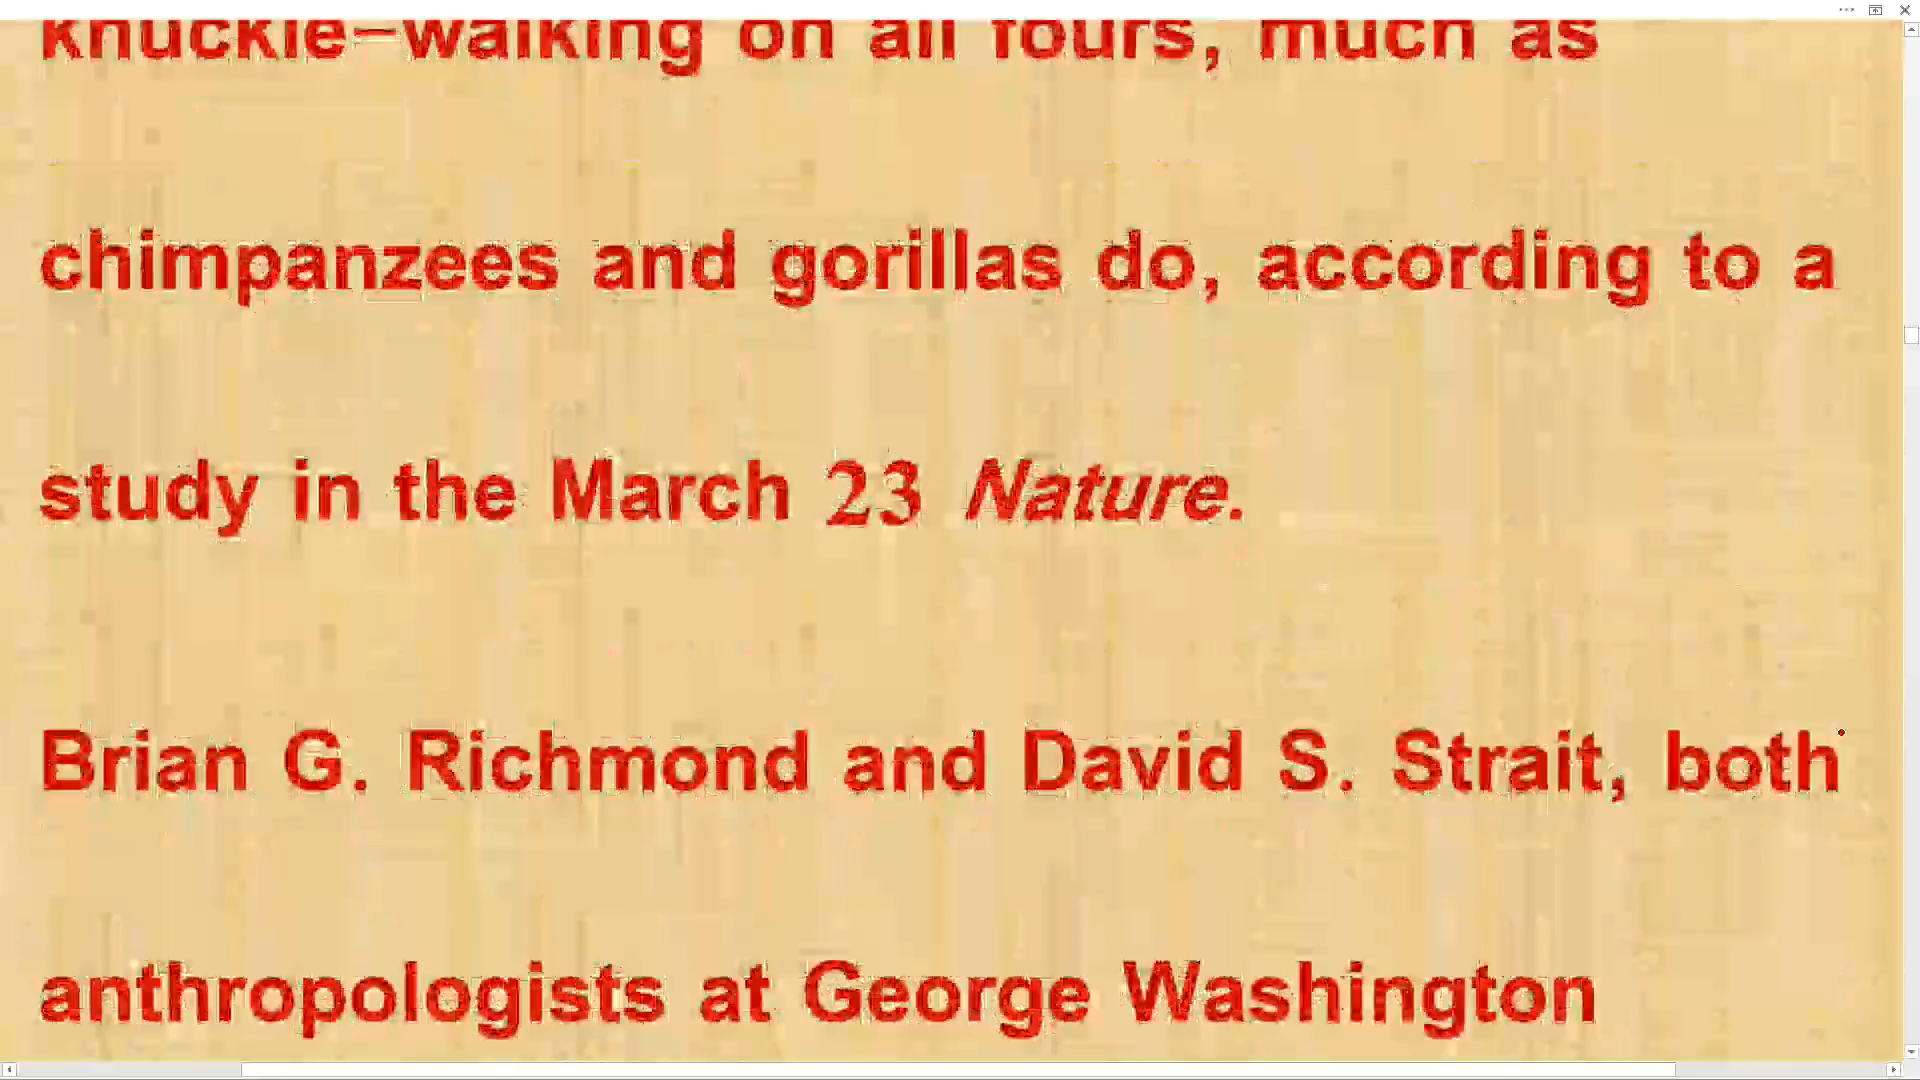 knuckle–walking on all fours, much as
chimpanzees and gorillas do, according to a
study in the March 23 Nature.
Brian G. Richmond and David S. Strait, both
anthropologists at George Washington